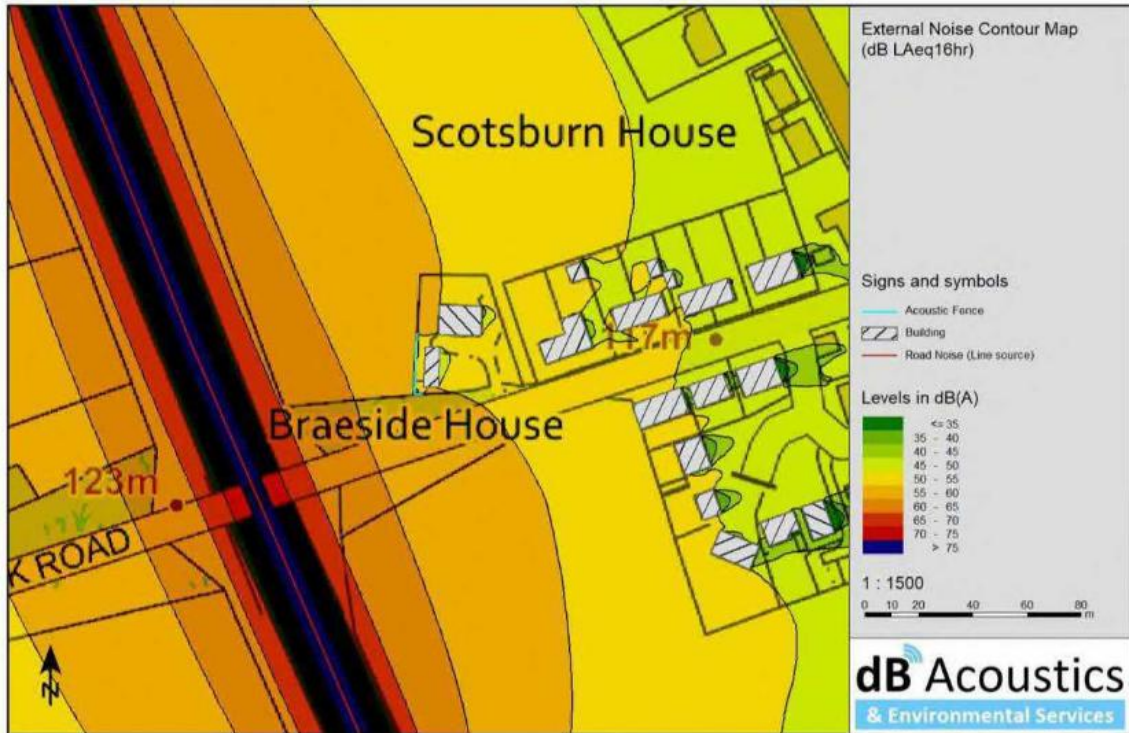 Scotsburn House
117m
Braeside House
123m
K ROAD
N
External Noise Contour Map
(dB LAeq16hr)
Signs and symbols
Acoustic Fence
Building
Road Noise (Line source)
Levels in dB(A)
<= 35
35 - 40
40 - 45
45 - 50
50 - 55
55 - 60
60 - 65
65 - 70
70 - 75
> 75
1 : 1500
0 10 20 40 60 80
m
dB Acoustics
& Environmental Services